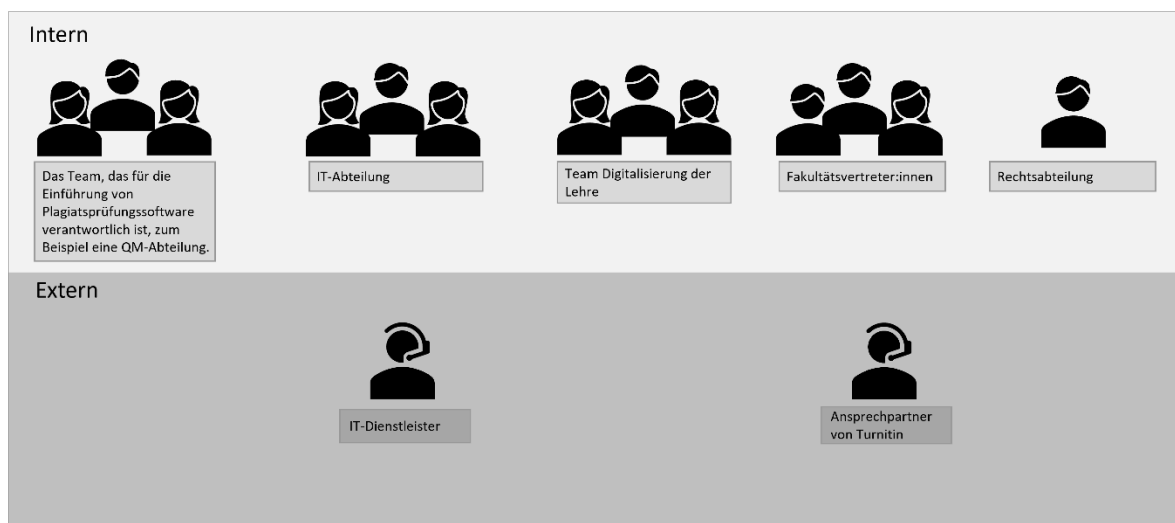 Intern
Das Team, das für die
Einführung von
Plagiatsprüfungssoftware
verantwortlich ist, zum
Beispiel eine QM-Abteilung.
IT-Abteilung
Team Digitalisierung der
Lehre
Fakultätsvertreter:innen
Rechtsabteilung
Extern
IT-Dienstleister
Ansprechpartner
von Turnitin